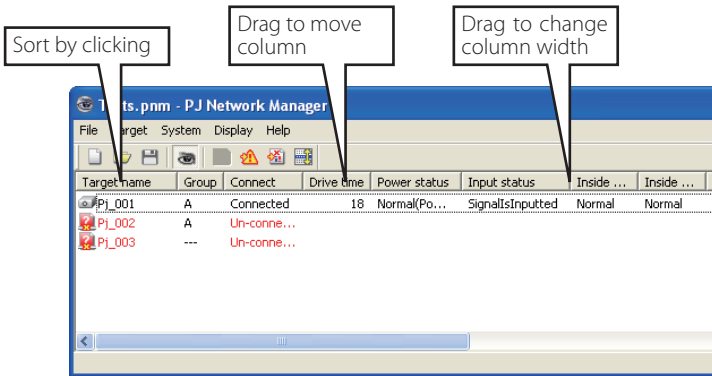 Sort by clicking
Drag to move
column
Drag to change
column width
ts.pnm - PJ Network Manager
File Target System Display Help
Target name Group Connect Drive time Power status Input status Inside ... Inside ...
Pj_001 A Connected 18 Normal(Po... SignalIsInputted Normal Normal
Pj_002 A Un-conne...
Pj_003 --- Un-conne...